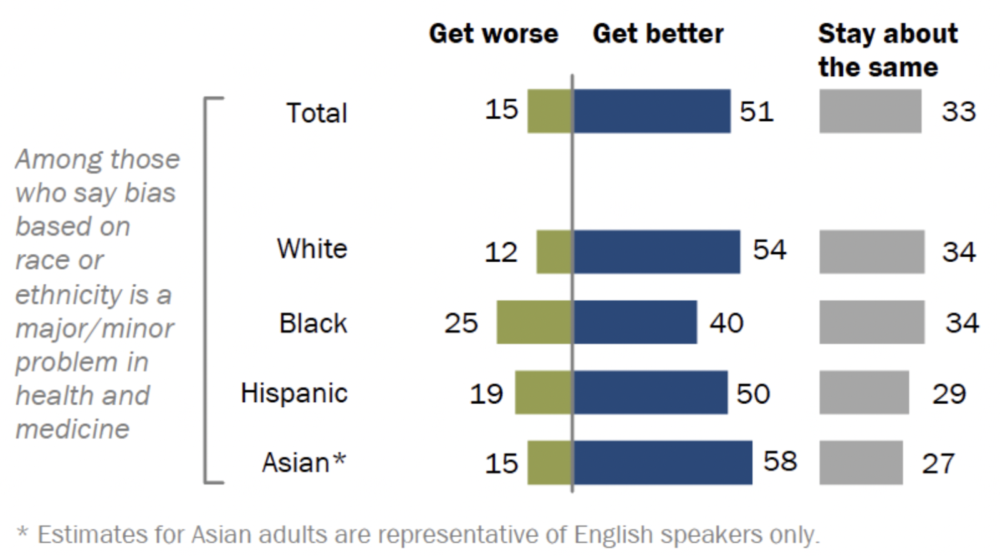 Get worse Get better Stay about
the same
Total 15 51 33
Among those
who say bias
based on
race or
ethnicity is a
major/minor
problem in
health and
medicine
White 12 54 34
Black 25 40 34
Hispanic 19 50 29
Asian* 15 58 27
* Estimates for Asian adults are representative of English speakers only.